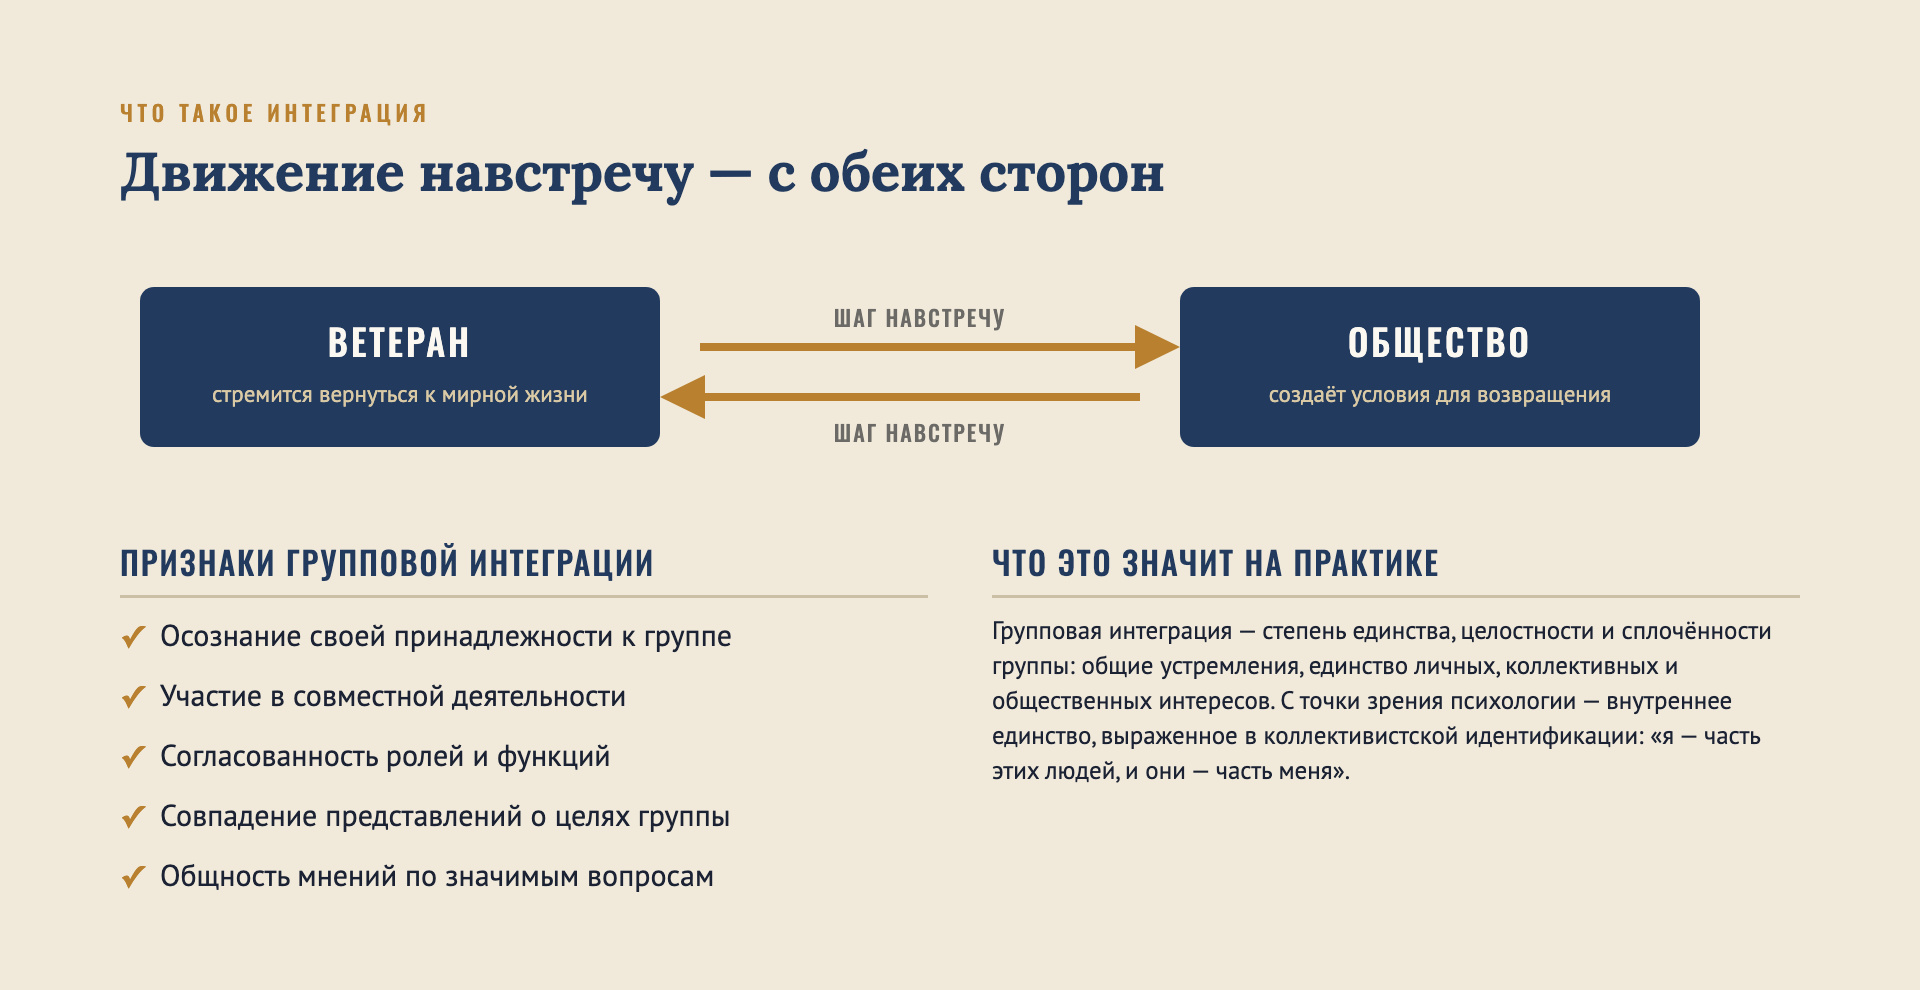 ЧТО ТАКОЕ ИНТЕГРАЦИЯ
Движение навстречу — с обеих сторон
ВЕТЕРАН
стремится вернуться к мирной жизни
ШАГ НАВСТРЕЧУ
ШАГ НАВСТРЕЧУ
ОБЩЕСТВО
создаёт условия для возвращения
ПРИЗНАКИ ГРУППОВОЙ ИНТЕГРАЦИИ
✔ Осознание своей принадлежности к группе
✔ Участие в совместной деятельности
✔ Согласованность ролей и функций
✔ Совпадение представлений о целях группы
✔ Общность мнений по значимым вопросам
ЧТО ЭТО ЗНАЧИТ НА ПРАКТИКЕ
Групповая интеграция — степень единства, целостности и сплочённости
группы: общие устремления, единство личных, коллективных и
общественных интересов. С точки зрения психологии — внутреннее
единство, выраженное в коллективистской идентификации: «я — часть
этих людей, и они — часть меня».